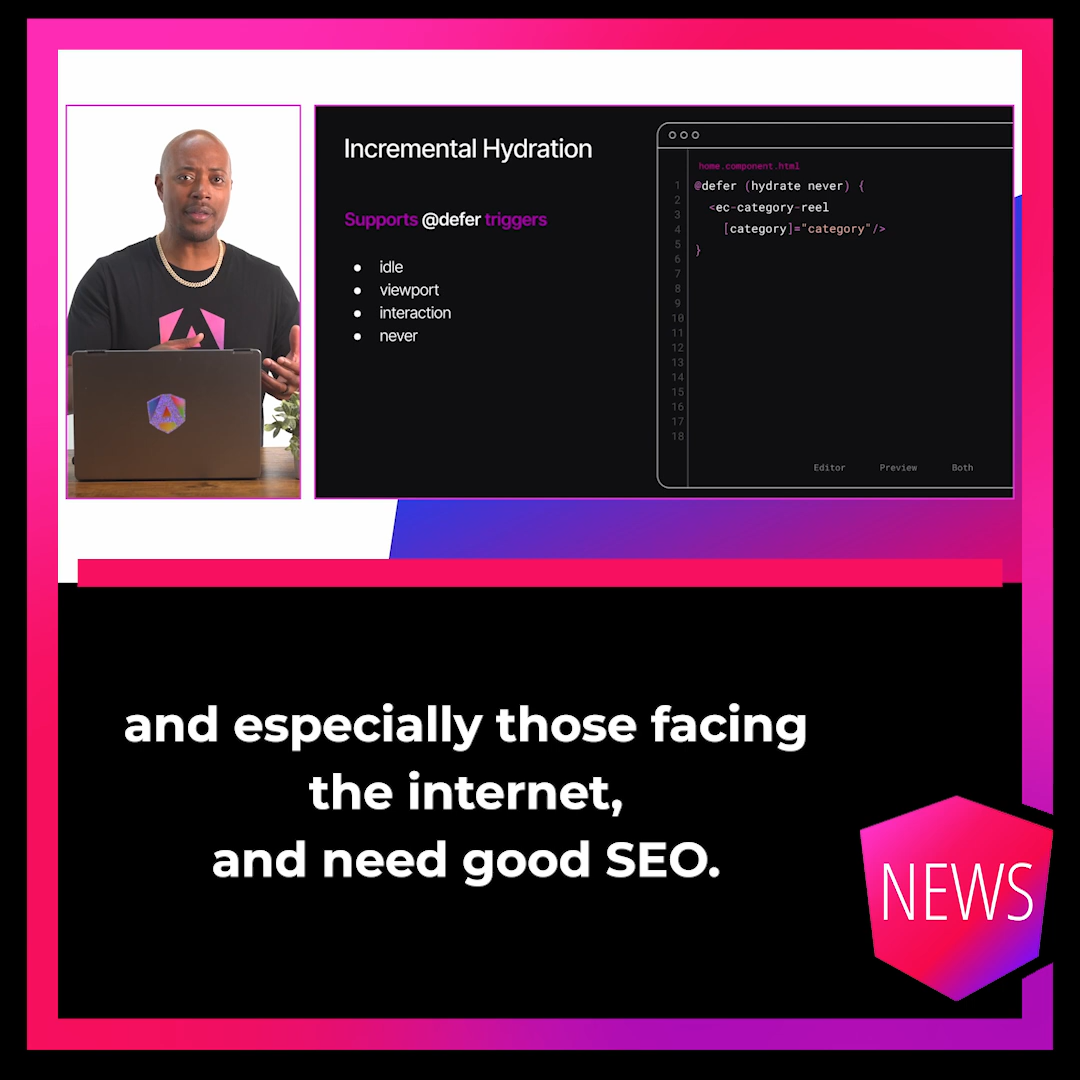 Incremental Hydration
Supports @defer triggers
● idle
● viewport
● interaction
● never
home.component.html
1
2
3
4
5
6
7
8
9
10
11
12
13
14
15
16
17
18
@defer (hydrate never) {
<ec-category-reel
[category]="category"/>
}
Editor Preview Both
and especially those facing
the internet,
and need good SEO.
NEWS